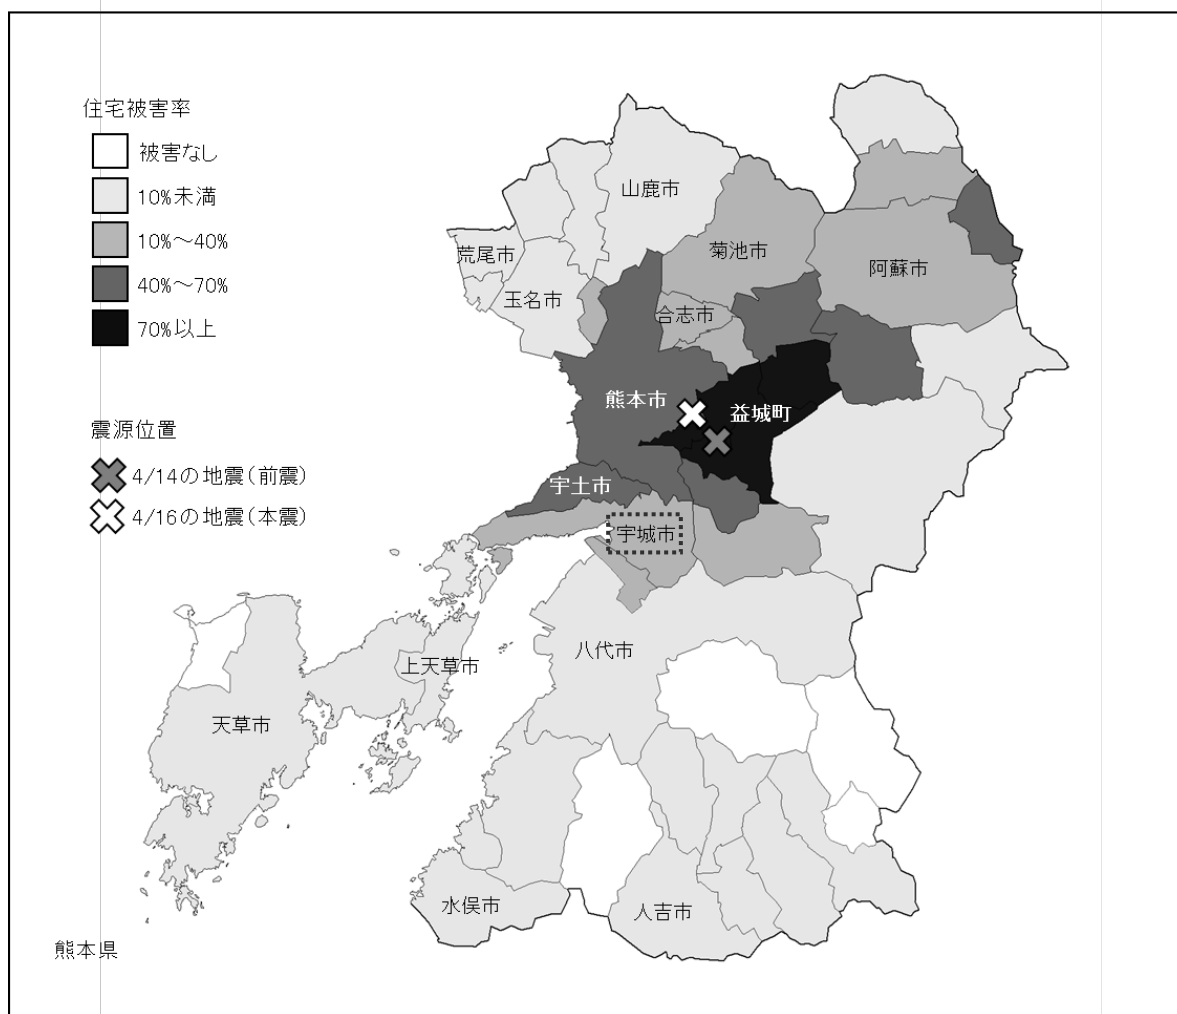 住宅被害率
被害なし
10%未満
10%～40%
40%～70%
70%以上
震源位置
4/14の地震（前震）
4/16の地震（本震）
山鹿市
菊池市
荒尾市
阿蘇市
玉名市
合志市
熊本市
益城町
宇土市
宇城市
八代市
上天草市
天草市
水俣市
人吉市
熊本県